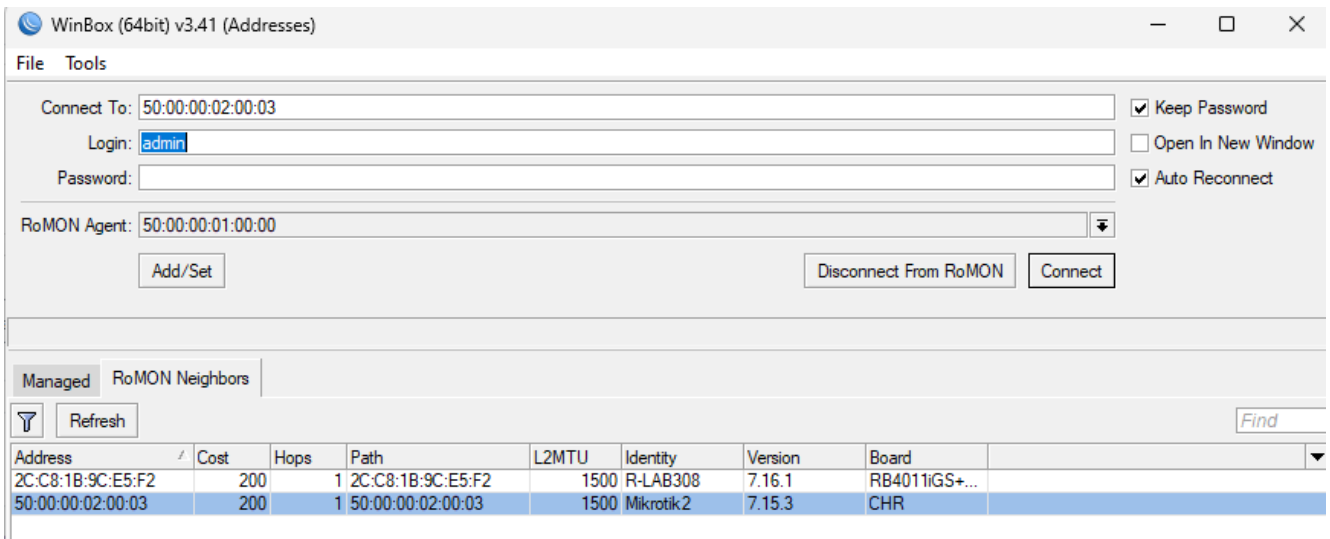 WinBox (64bit) v3.41 (Addresses)
File Tools
Connect To: 50:00:00:02:00:03 Keep Password
Login: admin Open In New Window
Password: Auto Reconnect
RoMON Agent: 50:00:00:01:00:00
Add/Set Disconnect From RoMON Connect
Managed RoMON Neighbors
Refresh Find
Address Cost Hops Path L2MTU Identity Version Board
2C:C8:1B:9C:E5:F2 200 1 2C:C8:1B:9C:E5:F2 1500 R-LAB308 7.16.1 RB4011iGS+...
50:00:00:02:00:03 200 1 50:00:00:02:00:03 1500 Mikrotik2 7.15.3 CHR